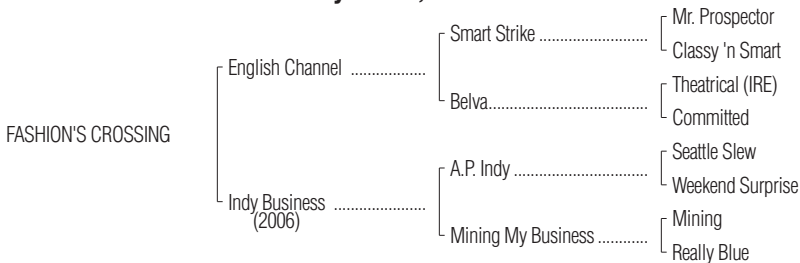 Mr. Prospector
Smart Strike ....................
Classy 'n Smart
English Channel ..................
Theatrical (IRE)
Belva.............................
Committed
FASHION'S CROSSING
Seattle Slew
A.P. Indy ........................
Weekend Surprise
Indy Business ......................
(2006)
Mining
Mining My Business ............
Really Blue